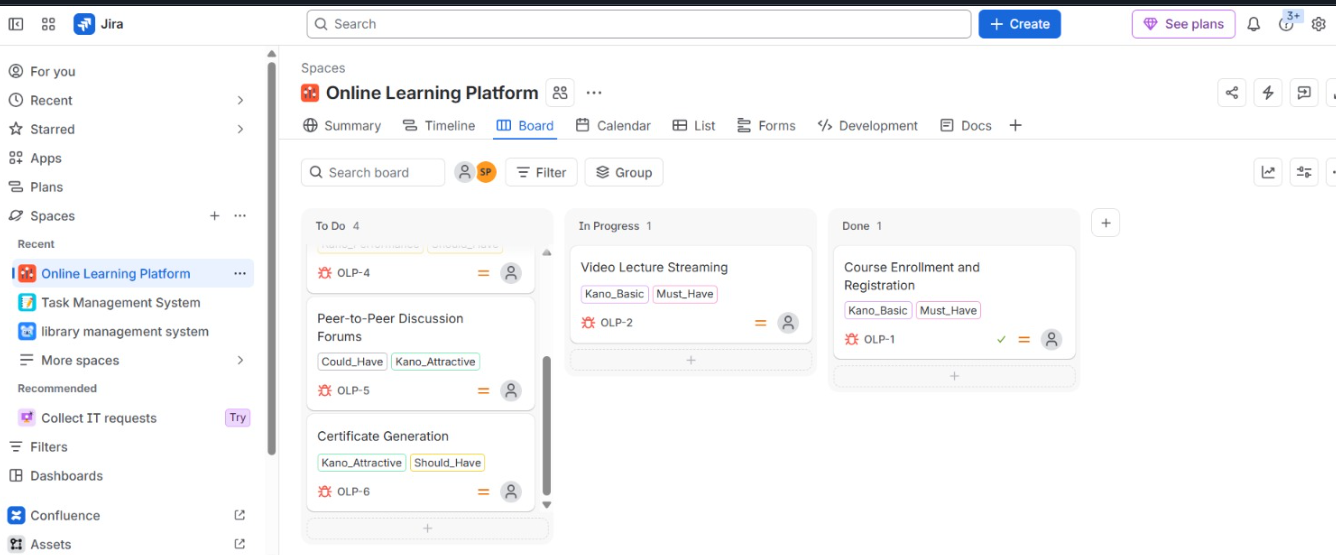 Jira
Search
+ Create
See plans
3+
For you
Recent
Starred
Apps
Plans
Spaces
Recent
Online Learning Platform
Task Management System
library management system
More spaces
Recommended
Collect IT requests
Try
Filters
Dashboards
Confluence
Assets
Spaces
Online Learning Platform
Summary
Timeline
Board
Calendar
List
Forms
Development
Docs
Search board
SP
Filter
Group
To Do 4
Kano_Performance
Should_Have
OLP-4
Peer-to-Peer Discussion
Forums
Could_Have
Kano_Attractive
OLP-5
Certificate Generation
Kano_Attractive
Should_Have
OLP-6
In Progress 1
Video Lecture Streaming
Kano_Basic
Must_Have
OLP-2
Done 1
Course Enrollment and
Registration
Kano_Basic
Must_Have
OLP-1